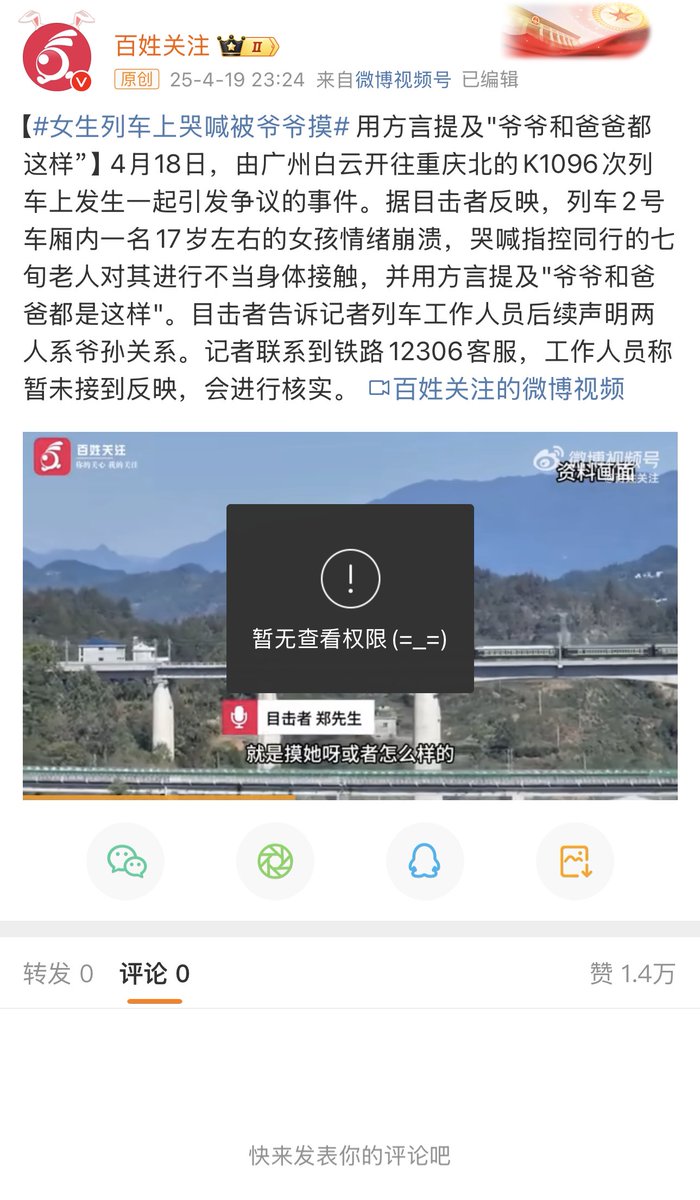 百姓关注 II
原创 25-4-19 23:24 来自微博视频号 已编辑
【#女生列车上哭喊被爷爷摸# 用方言提及"爷爷和爸爸都
这样”】4月18日，由广州白云开往重庆北的K1096次列
车上发生一起引发争议的事件。据目击者反映，列车2号
车厢内一名17岁左右的女孩情绪崩溃，哭喊指控同行的七
旬老人对其进行不当身体接触，并用方言提及"爷爷和爸
爸都是这样"。目击者告诉记者列车工作人员后续声明两
人系爷孙关系。记者联系到铁路12306客服，工作人员称
暂未接到反映，会进行核实。 百姓关注的微博视频
百姓关注
你的关心 我的关注
微博视频号
资料画面
关注
暂无查看权限(=_=)
目击者 郑先生
就是摸她呀或者怎么样的
转发 0 评论 0 赞 1.4万
快来发表你的评论吧